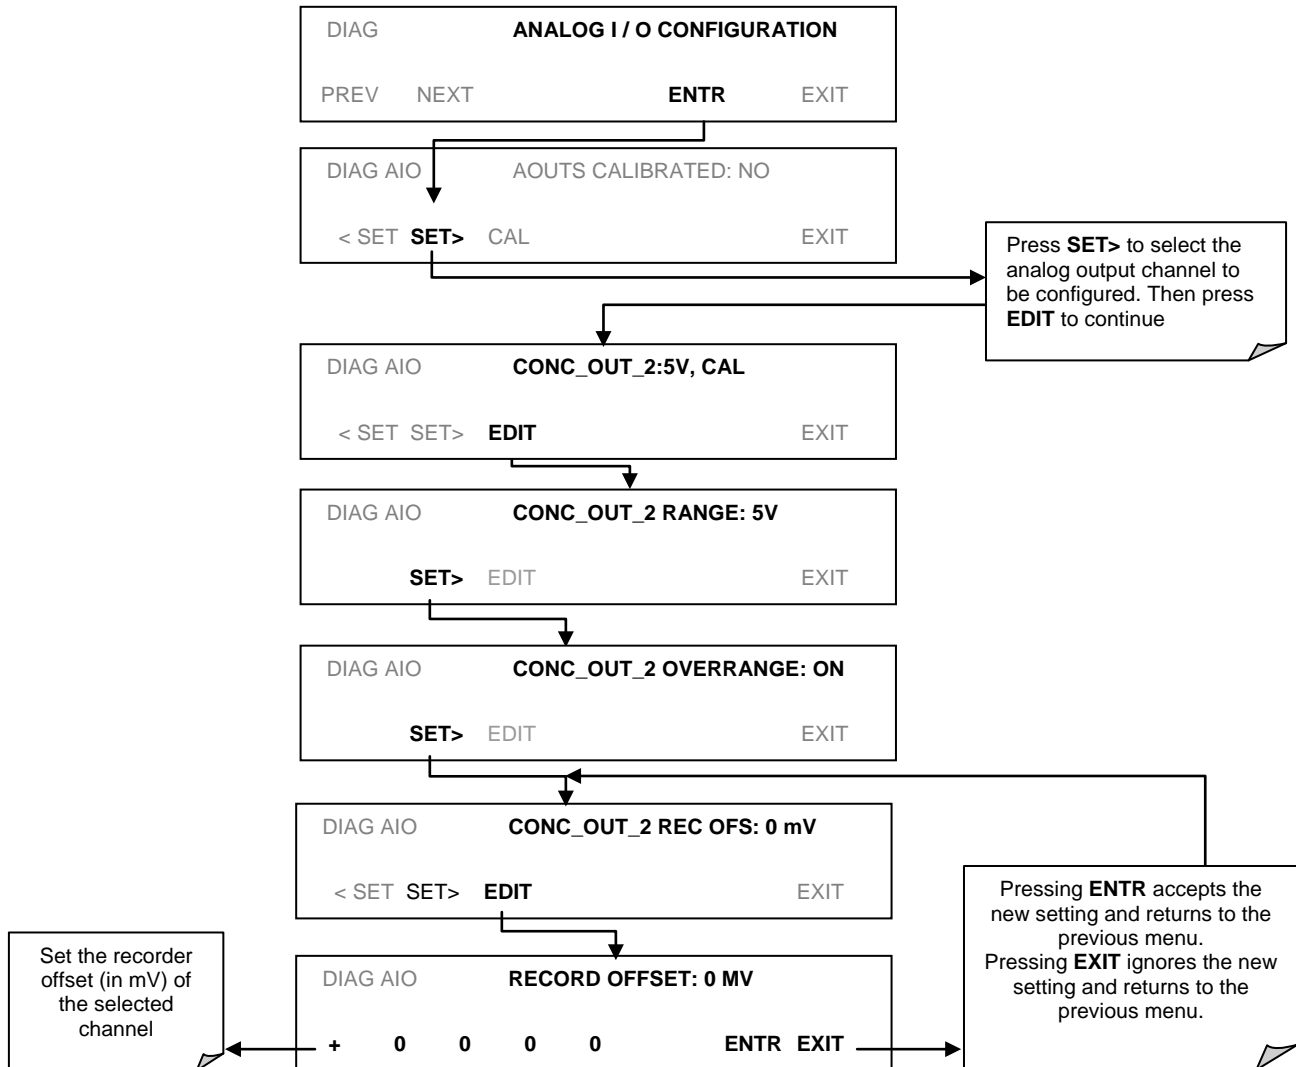 DIAG ANALOG I / O CONFIGURATION
PREV NEXT ENTR EXIT
DIAG AIO AOUTS CALIBRATED: NO
< SET SET> CAL EXIT
Press SET> to select the
analog output channel to
be configured. Then press
EDIT to continue
DIAG AIO CONC_OUT_2:5V, CAL
< SET SET> EDIT EXIT
DIAG AIO CONC_OUT_2 RANGE: 5V
SET> EDIT EXIT
DIAG AIO CONC_OUT_2 OVERRANGE: ON
SET> EDIT EXIT
DIAG AIO CONC_OUT_2 REC OFS: 0 mV
< SET SET> EDIT EXIT
Pressing ENTR accepts the
new setting and returns to the
previous menu.
Pressing EXIT ignores the new
setting and returns to the
previous menu.
Set the recorder
offset (in mV) of
the selected
channel
DIAG AIO RECORD OFFSET: 0 MV
+ 0 0 0 0 ENTR EXIT